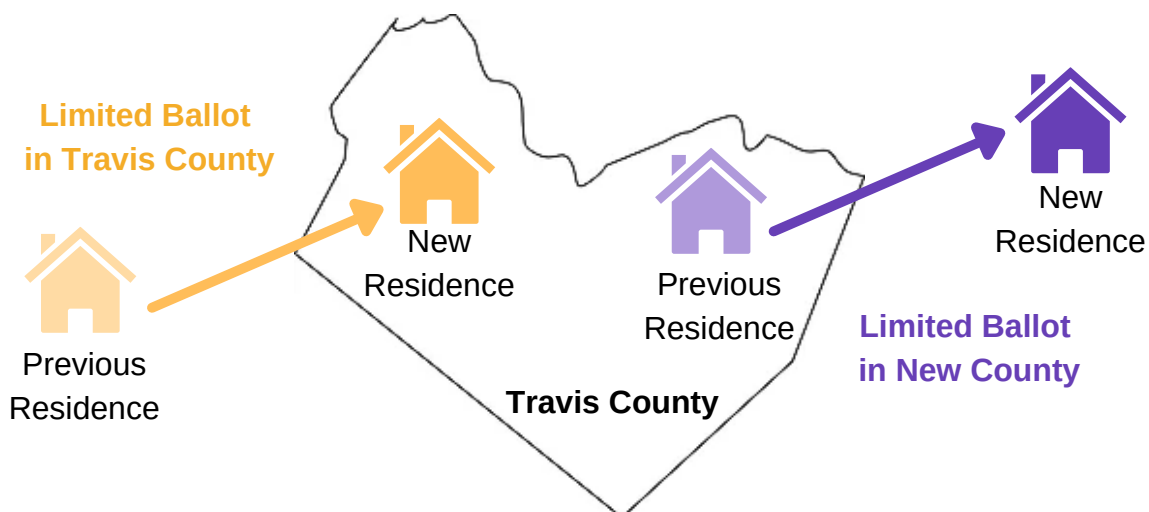 Limited Ballot
in Travis County
Previous
Residence
New
Residence
Previous
Residence
New
Residence
Limited Ballot
in New County
Travis County